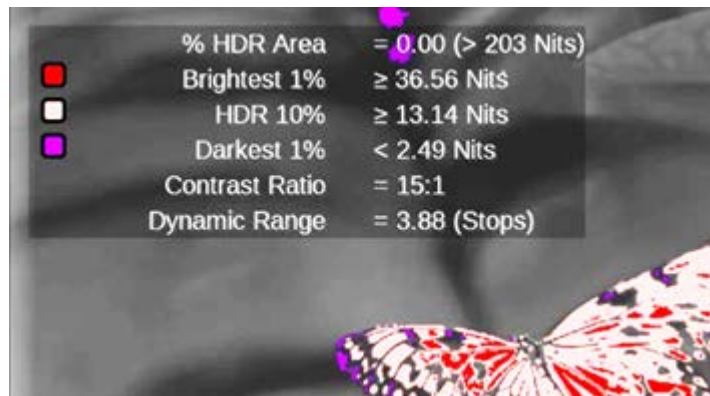 % HDR Area = 0.00 (> 203 Nits)
Brightest 1% ≥ 36.56 Nits
HDR 10% ≥ 13.14 Nits
Darkest 1% < 2.49 Nits
Contrast Ratio = 15:1
Dynamic Range = 3.88 (Stops)